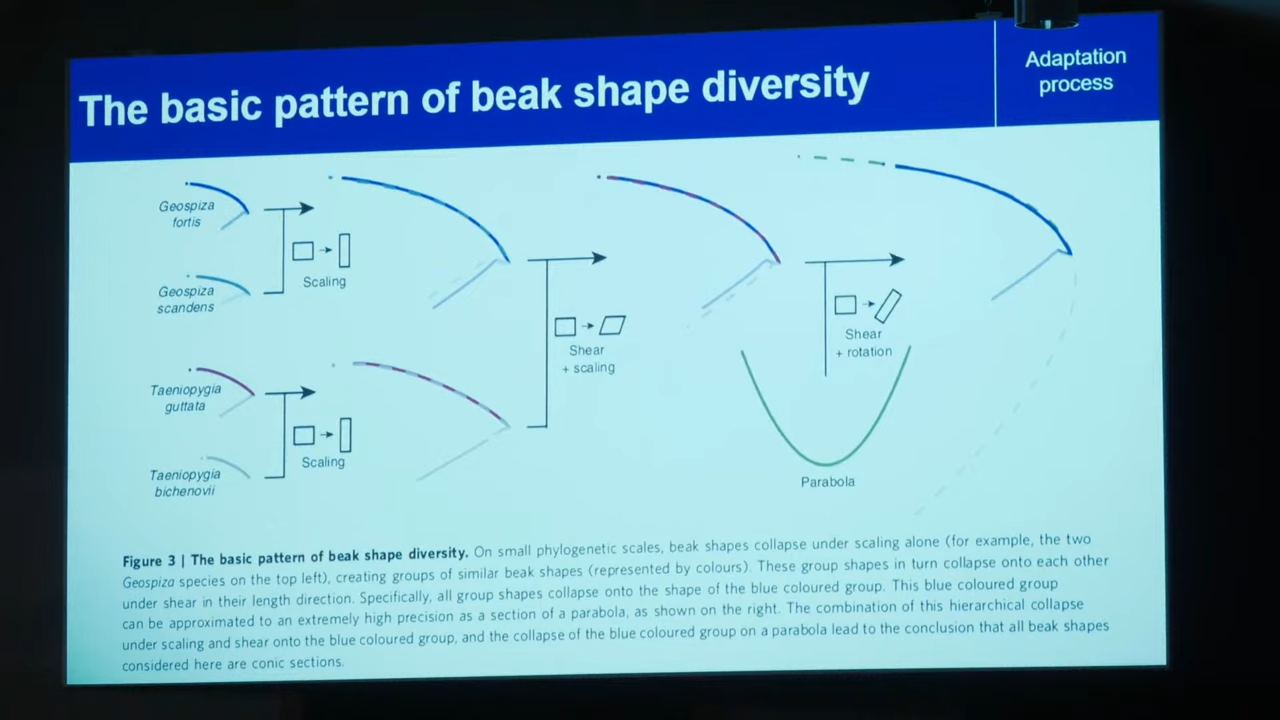 The basic pattern of beak shape diversity
Adaptation
process
Geospiza
fortis
Scaling
Geospiza
scandens
Shear
+ scaling
Shear
+ rotation
Taeniopygia
guttata
Scaling
Taeniopygia
bichenovii
Parabola
Figure 3 | The basic pattern of beak shape diversity. On small phylogenetic scales, beak shapes collapse under scaling alone (for example, the two
Geospiza species on the top left), creating groups of similar beak shapes (represented by colours). These group shapes in turn collapse onto each other
under shear in their length direction. Specifically, all group shapes collapse onto the shape of the blue coloured group. This blue coloured group
can be approximated to an extremely high precision as a section of a parabola, as shown on the right. The combination of this hierarchical collapse
under scaling and shear onto the blue coloured group, and the collapse of the blue coloured group on a parabola lead to the conclusion that all beak shapes
considered here are conic sections.